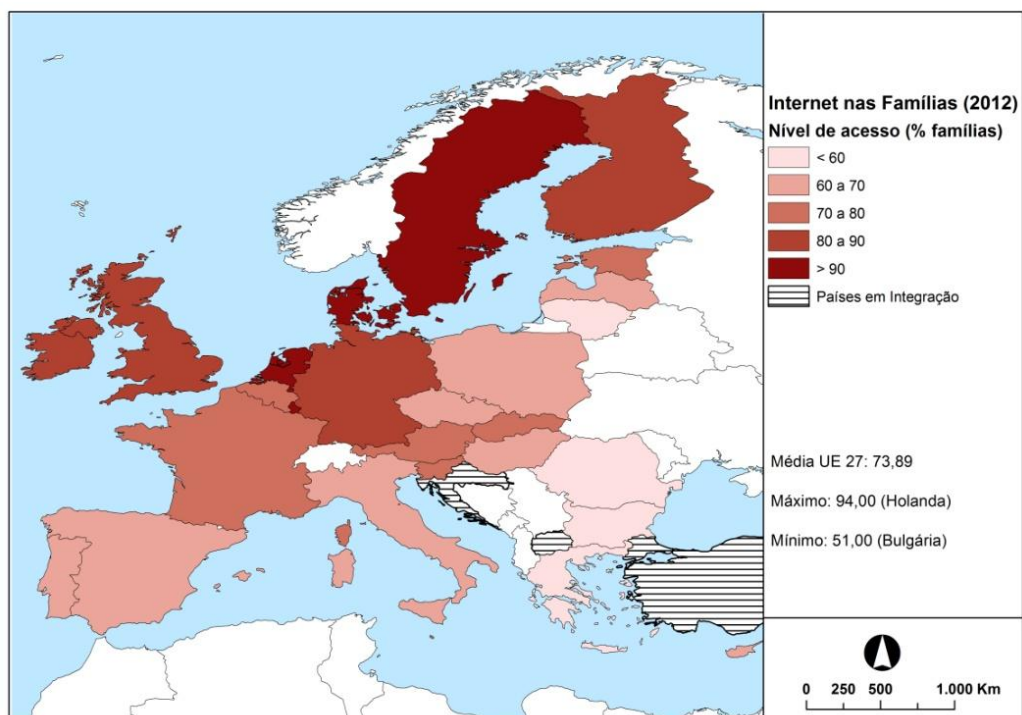 Internet nas Famílias (2012)
Nível de acesso (% famílias)
< 60
60 a 70
70 a 80
80 a 90
> 90
Países em Integração
Média UE 27: 73,89
Máximo: 94,00 (Holanda)
Mínimo: 51,00 (Bulgária)
0 250 500 1.000 Km